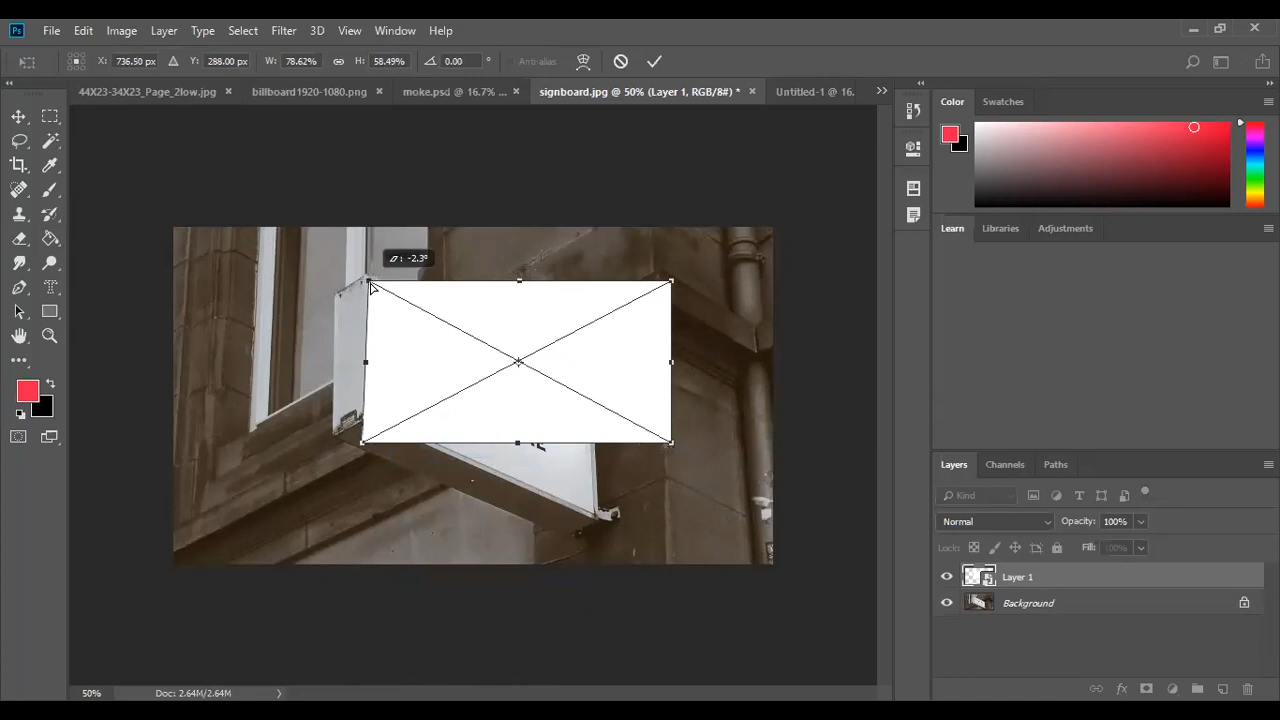 Ps File Edit Image Layer Type Select Filter 3D View Window Help
X: 736.50 px Y: 288.00 px W: 78.62% H: 58.49% 0.00 ° Anti-alias
44X23-34X23_Page_2low.jpg × billboard1920-1080.png × moke.psd @ 16.7% ... × signboard.jpg @ 50% (Layer 1, RGB/8#) * × Untitled-1 @ 16.
Color Swatches
-2.3°
Learn Libraries Adjustments
Layers Channels Paths
Kind
Normal Opacity: 100%
Lock: Fill: 100%
Layer 1
Background
50% Doc: 2.64M/2.64M